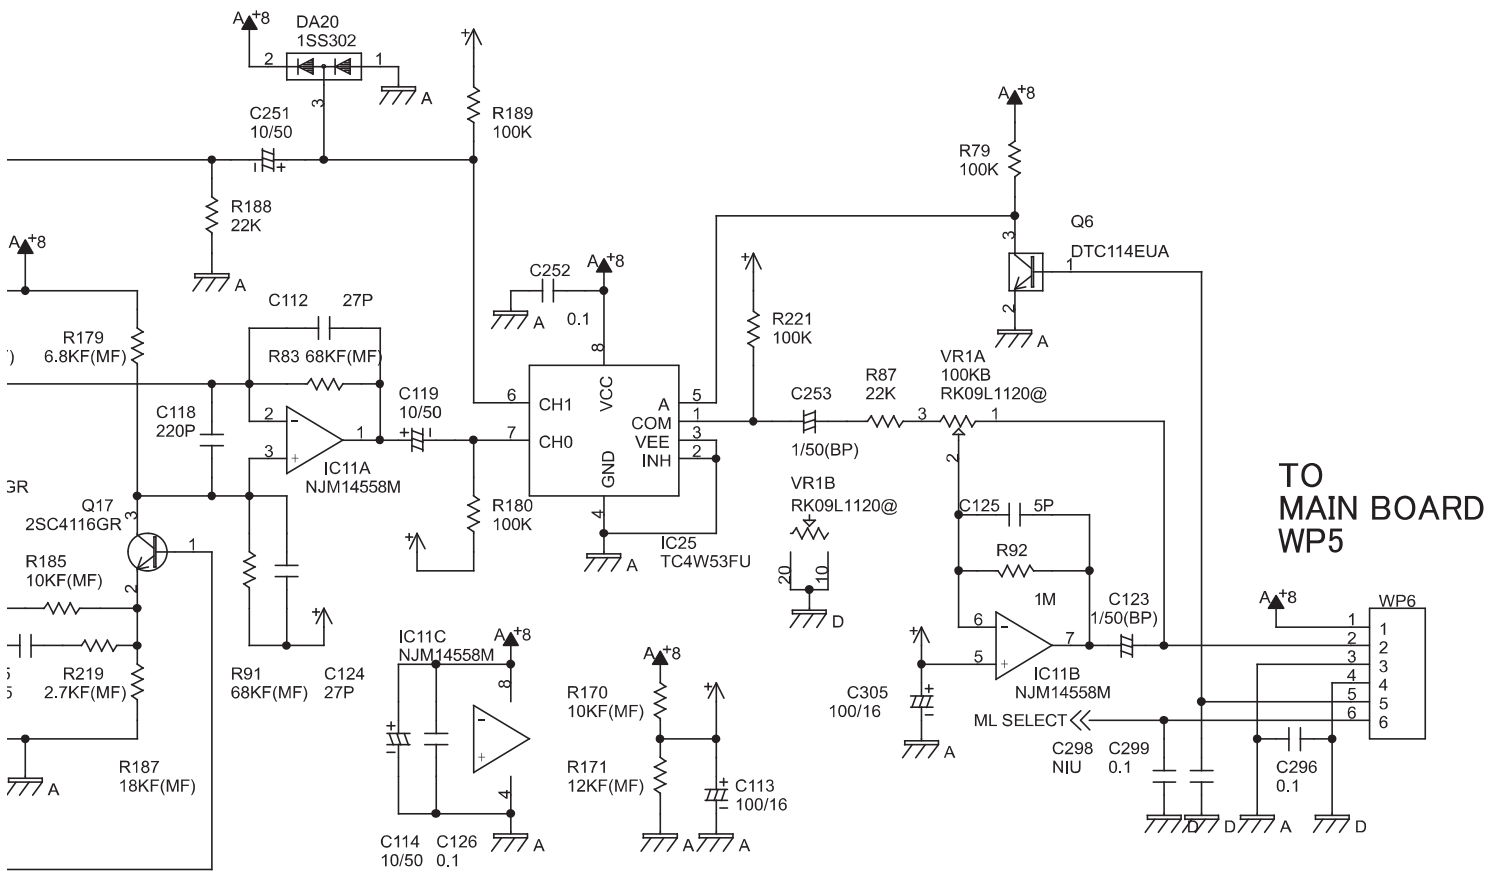 A +8
DA20
1SS302
2
1
3
A
+
C251
10/50
- +
R189
100K
R188
22K
A
A +8
R79
100K
Q6
3
DTC114EUA
1
2
A
A +8
C252
A
0.1
A +8
8
+
R221
100K
C112 27P
R179
6.8KF(MF)
)
R83 68KF(MF)
C118
220P
C119
10/50
+ -
2
-
3
+
1
IC11A
NJM14558M
6
CH1
7
CH0
VCC
GND
A
5
COM
1
VEE
3
INH
2
4
A
IC25
TC4W53FU
C253
1/50(BP)
R87
22K
VR1A
100KB
RK09L1120@
3
1
2
VR1B
RK09L1120@
20
10
D
GR
Q17
2SC4116GR
3
1
2
R180
100K
+
C125
5P
R92
1M
TO
MAIN BOARD
WP5
R185
10KF(MF)
5
5
R219
2.7KF(MF)
R91
68KF(MF)
+
C124
27P
R187
18KF(MF)
A
IC11C
NJM14558M
A +8
8
-
+
4
+
-
A
C114
10/50
C126
0.1
A +8
R170
10KF(MF)
R171
12KF(MF)
A
+
+
-
C113
100/16
A
+
C305
100/16
+
-
A
6
-
5
+
7
IC11B
NJM14558M
C123
1/50(BP)
ML SELECT
C298
NIU
C299
0.1
D
D
C296
0.1
A
D
A +8
WP6
1 1
2 2
3 3
4 4
5 5
6 6